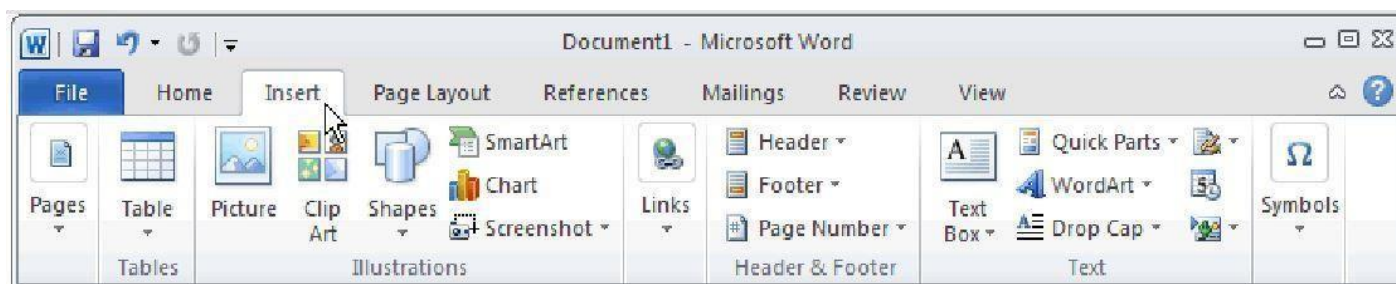 W Document1 - Microsoft Word
File Home Insert Page Layout References Mailings Review View
Pages
Table
Picture
Clip Art
Shapes
SmartArt
Chart
Screenshot
Links
Header
Footer
Page Number
A
Text Box
Quick Parts
WordArt
Drop Cap
Ω
Symbols
Tables Illustrations Header & Footer Text